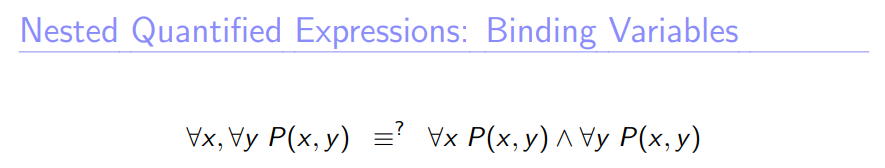 Nested Quantified Expressions: Binding Variables
∀x, ∀y P(x, y) ≡? ∀x P(x, y) ∧ ∀y P(x, y)